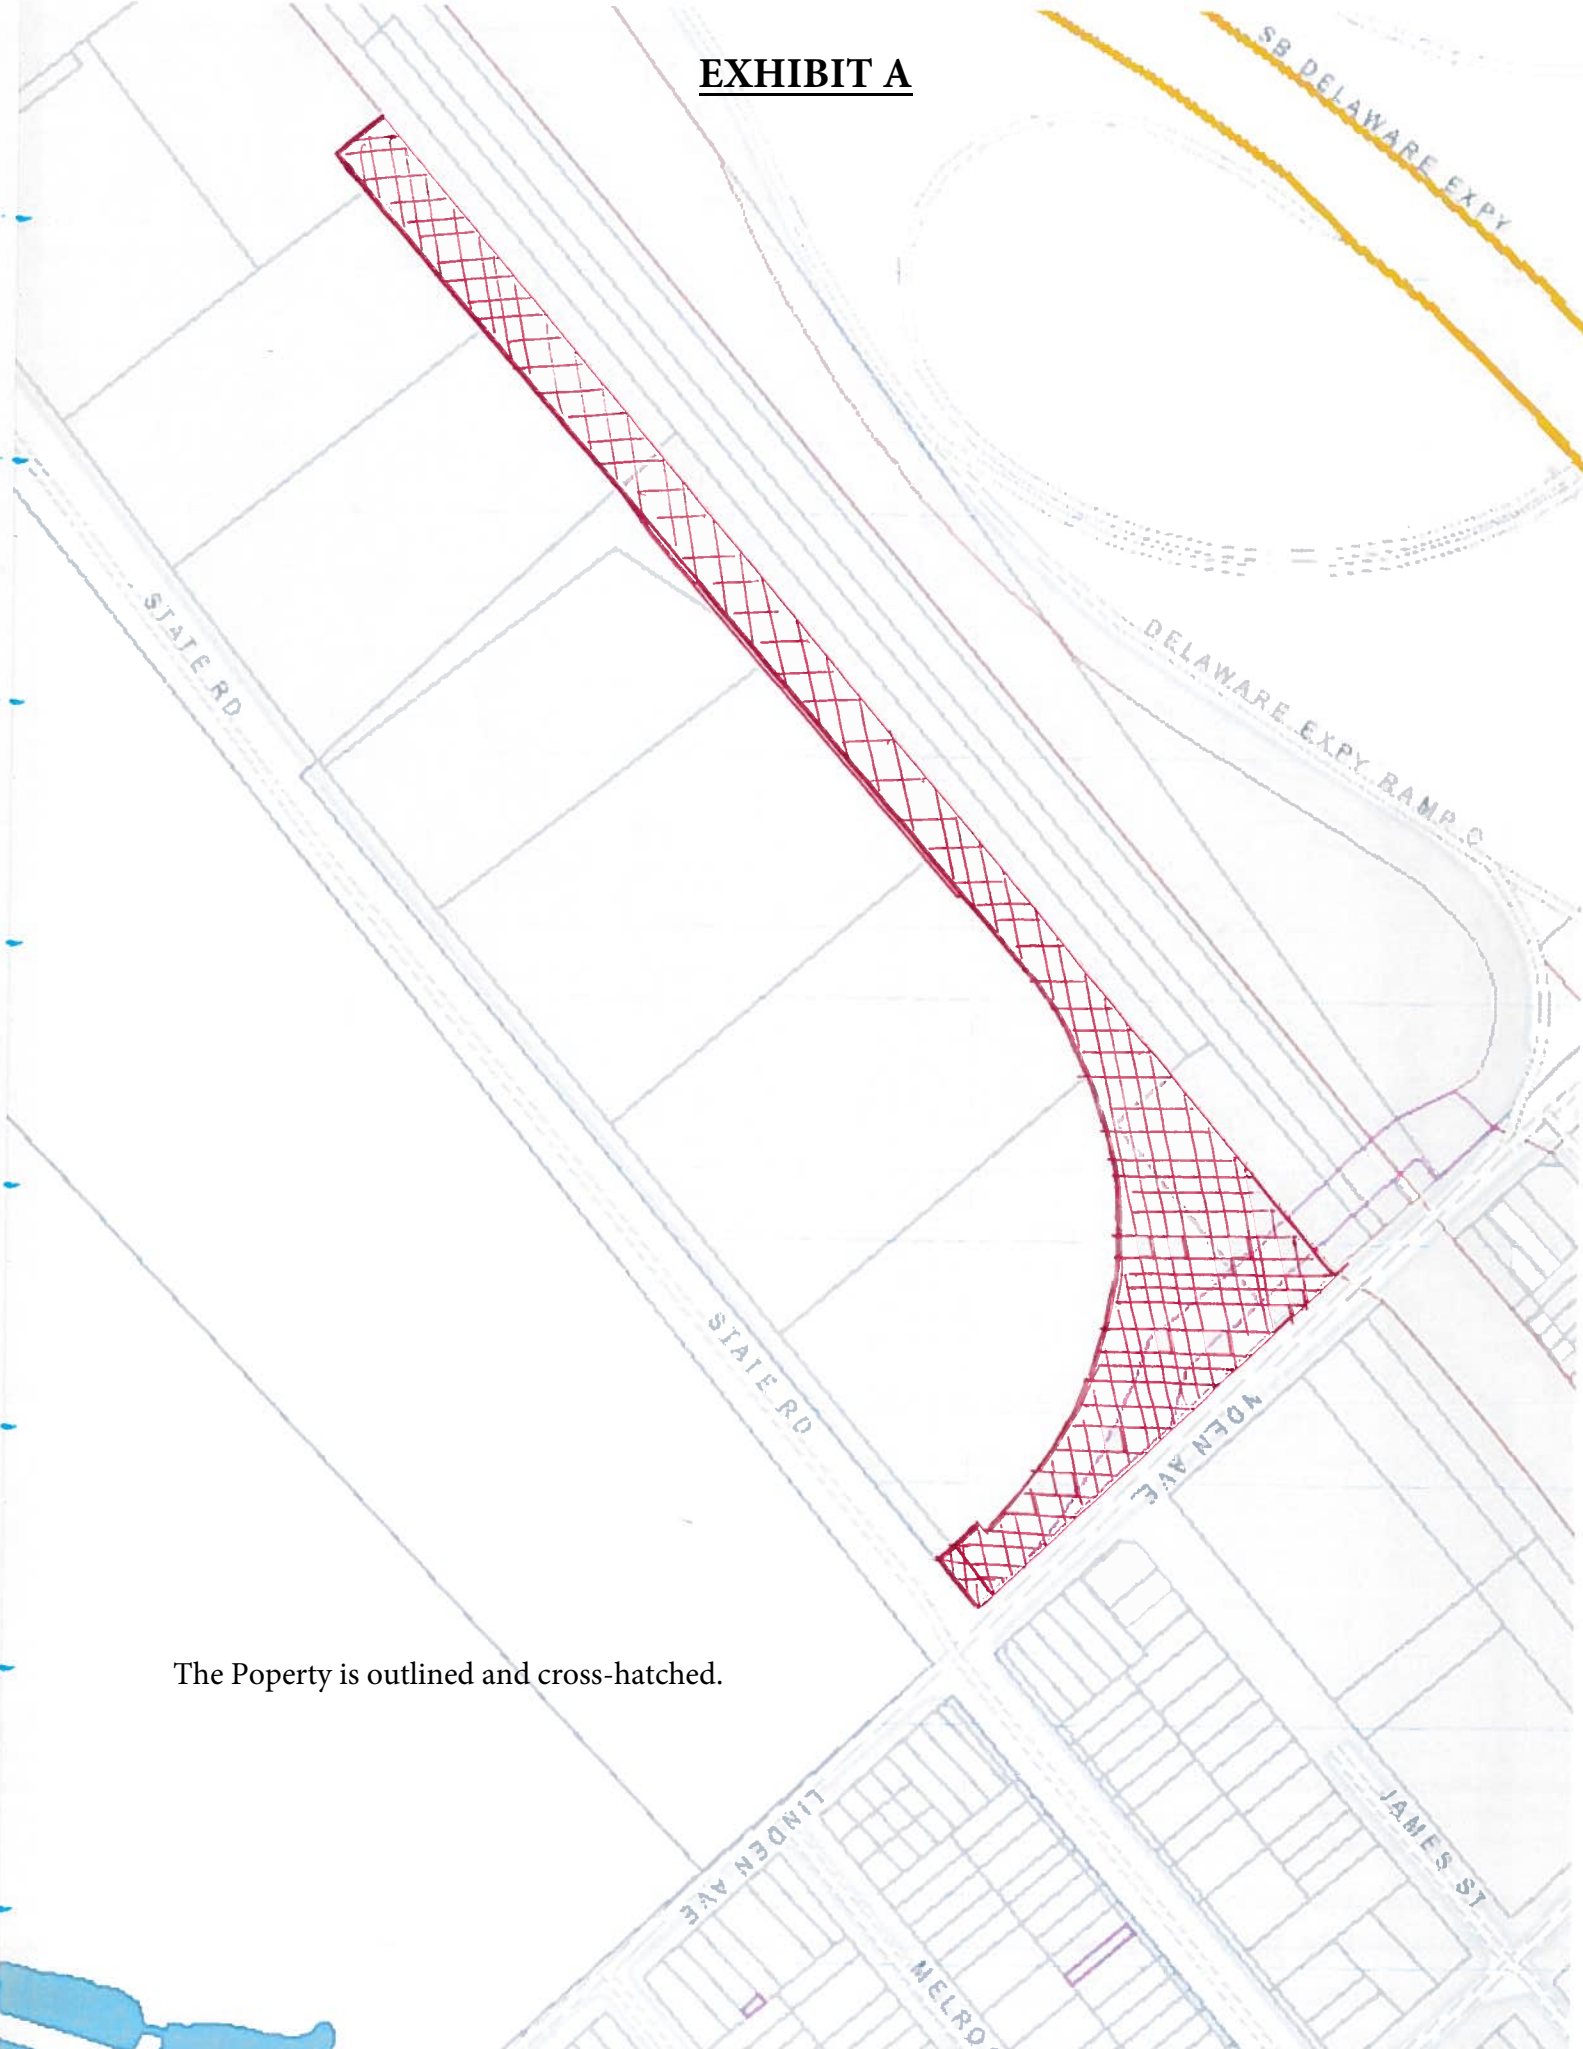 EXHIBIT A
SB DELAWARE EXPY
STATE RD
DELAWARE EXPY RAMP C
STATE RD
NDEN AVE
The Poperty is outlined and cross-hatched.
LINDEN AVE
JAMES ST
MELRO